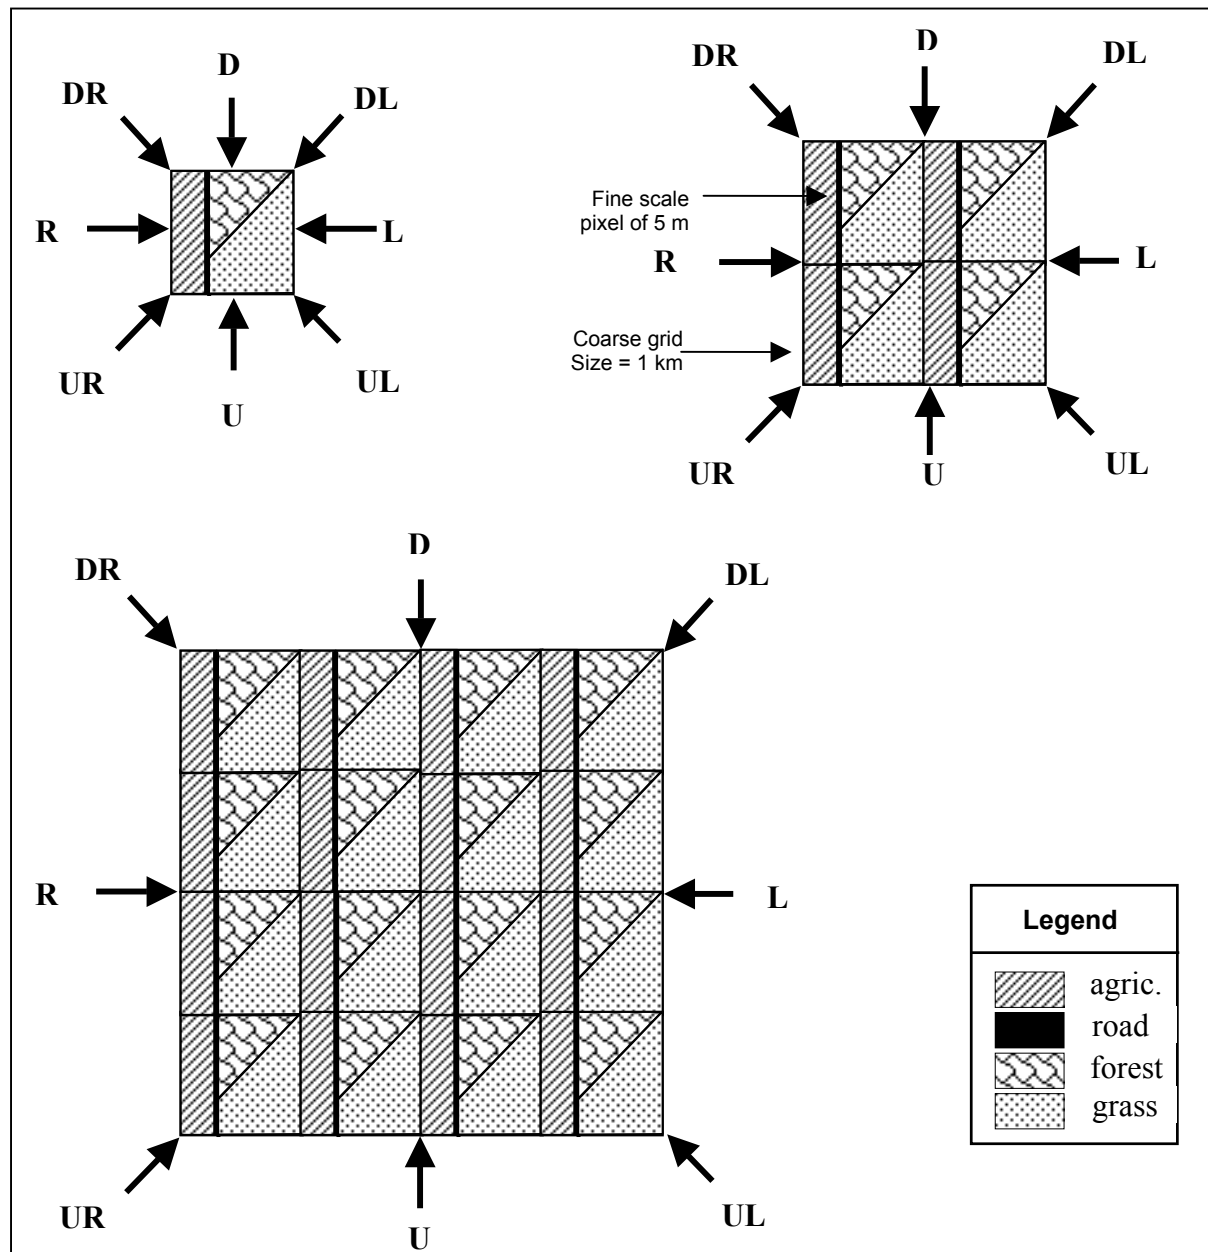 D
DR
DL
R
L
UR
UL
U
D
DR
DL
Fine scale
pixel of 5 m
R
L
Coarse grid
Size = 1 km
UR
UL
U
D
DR
DL
R
L
UR
UL
U
Legend
agric.
road
forest
grass